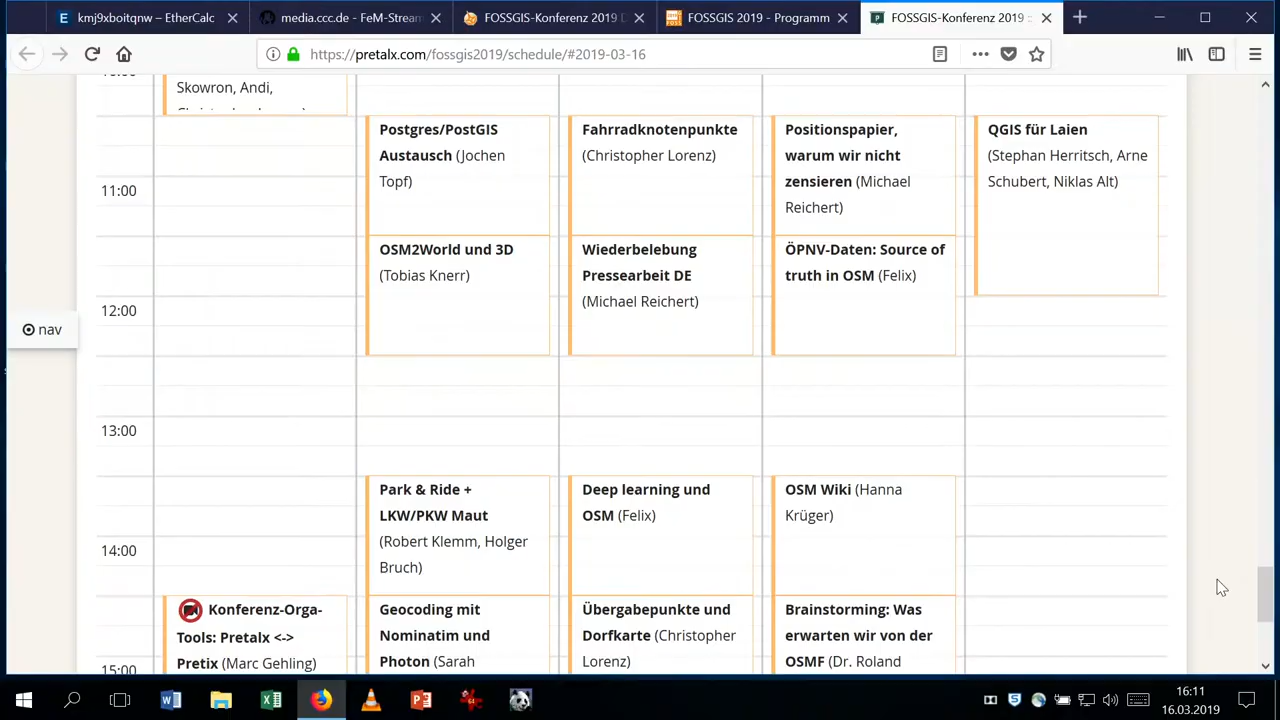 kmj9xboitqnw – EtherCalc
media.ccc.de - FeM-Stream
FOSSGIS-Konferenz 2019 D
FOSSGIS 2019 - Programm
FOSSGIS-Konferenz 2019 ::
https://pretalx.com/fossgis2019/schedule/#2019-03-16
Skowron, Andi,
Postgres/PostGIS
Austausch (Jochen
Topf)
Fahrradknotenpunkte
(Christopher Lorenz)
Positionspapier,
warum wir nicht
zensieren (Michael
Reichert)
QGIS für Laien
(Stephan Herritsch, Arne
Schubert, Niklas Alt)
11:00
OSM2World und 3D
(Tobias Knerr)
Wiederbelebung
Pressearbeit DE
(Michael Reichert)
ÖPNV-Daten: Source of
truth in OSM (Felix)
12:00
nav
13:00
Park & Ride +
LKW/PKW Maut
(Robert Klemm, Holger
Bruch)
Deep learning und
OSM (Felix)
OSM Wiki (Hanna
Krüger)
14:00
Konferenz-Orga-
Tools: Pretalx <->
Pretix (Marc Gehling)
Geocoding mit
Nominatim und
Photon (Sarah
Übergabepunkte und
Dorfkarte (Christopher
Lorenz)
Brainstorming: Was
erwarten wir von der
OSMF (Dr. Roland
15:00
16:11
16.03.2019